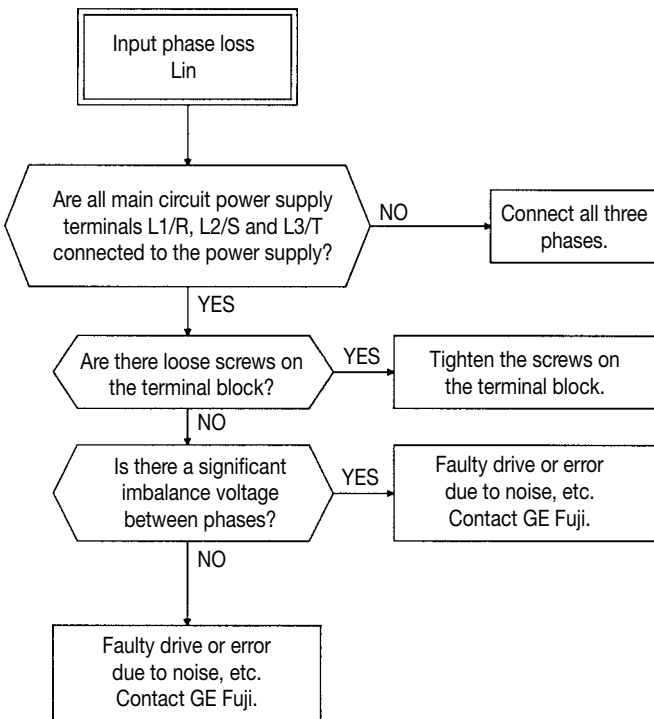 Input phase loss
Lin
Are all main circuit power supply
terminals L1/R, L2/S and L3/T
connected to the power supply?
NO
Connect all three
phases.
YES
Are there loose screws on
the terminal block?
YES
Tighten the screws on
the terminal block.
NO
Is there a significant
imbalance voltage
between phases?
YES
Faulty drive or error
due to noise, etc.
Contact GE Fuji.
NO
Faulty drive or error
due to noise, etc.
Contact GE Fuji.